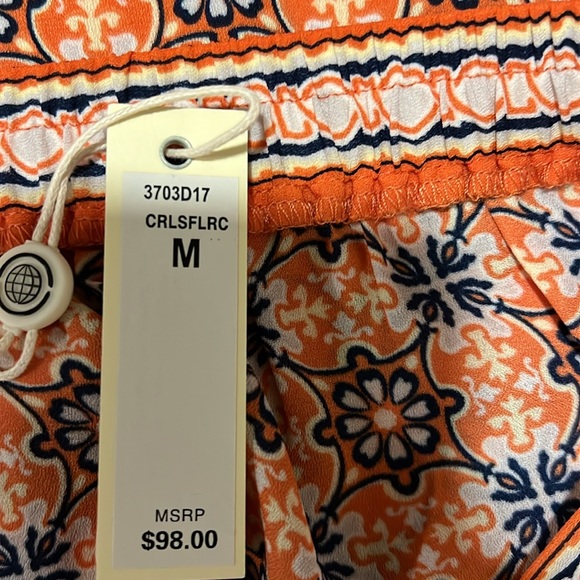 3703D17
CRLSFLRC
M
MSRP
$98.00